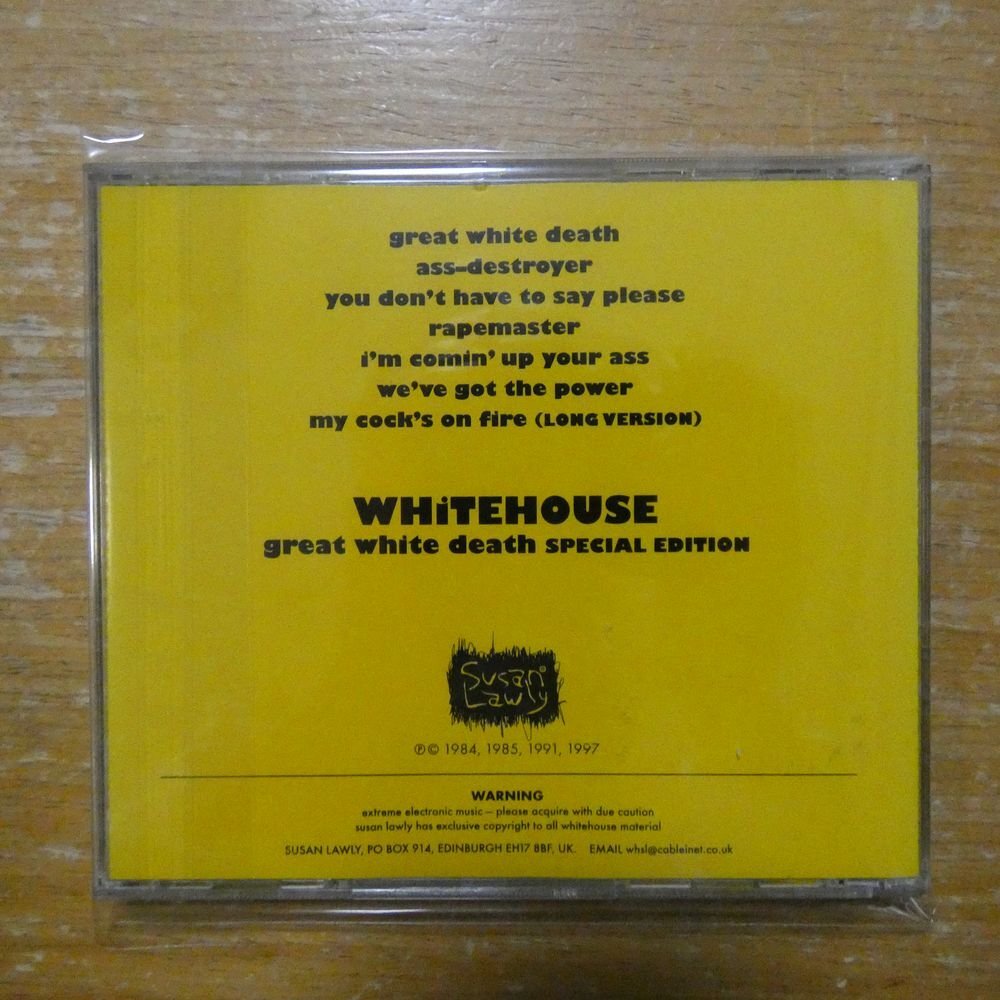 great white death
ass-destroyer
you don't have to say please
rapemaster
i'm comin' up your ass
we've got the power
my cock's on fire (LONG VERSION)
WHiTEHOUSE
great white death SPECIAL EDITION
Susan
Lawly
℗© 1984, 1985, 1991, 1997
WARNING
extreme electronic music – please acquire with due caution
susan lawly has exclusive copyright to all whitehouse material
SUSAN LAWLY, PO BOX 914, EDINBURGH EH17 8BF, UK. EMAIL whsl@cableinet.co.uk